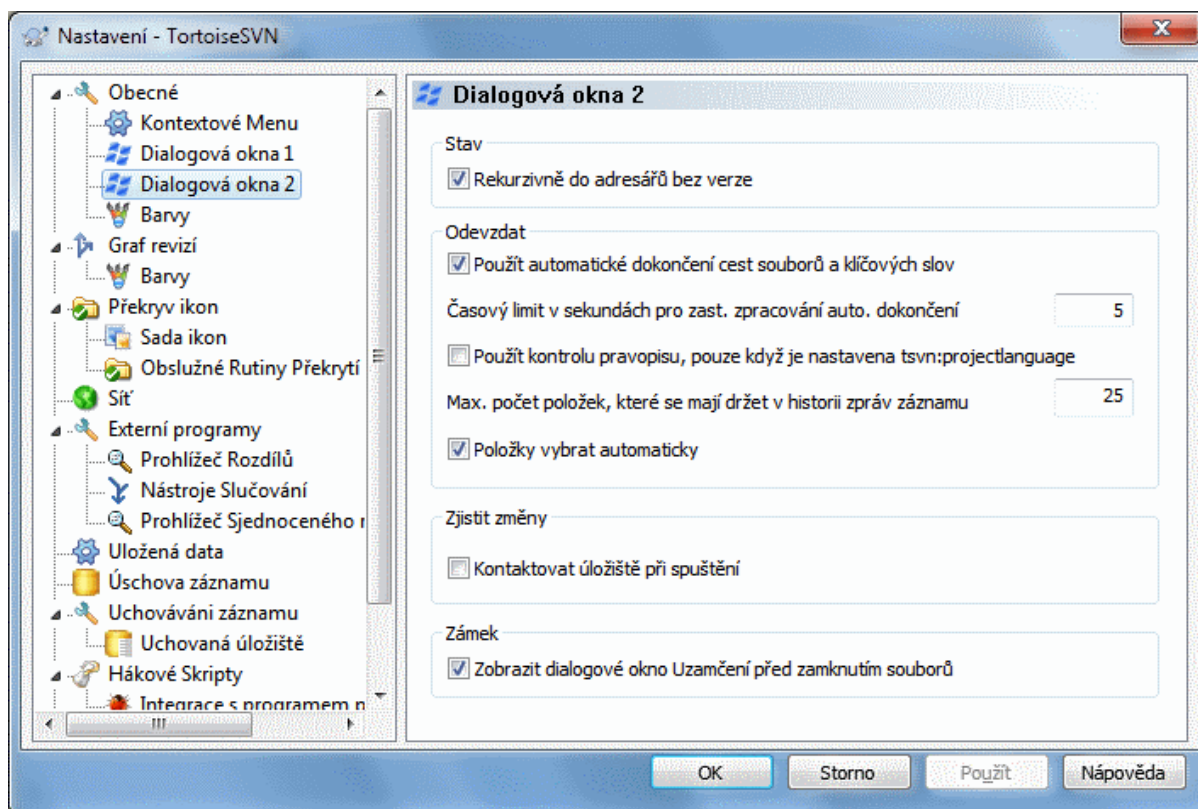 Nastavení - TortoiseSVN
Obecné
Kontextové Menu
Dialogová okna 1
Dialogová okna 2
Barvy
Graf revizí
Barvy
Překryv ikon
Sada ikon
Obslužné Rutiny Překrytí
Síť
Externí programy
Prohlížeč Rozdílů
Nástroje Slučování
Prohlížeč Sjednoceného r
Uložená data
Úschova záznamu
Uchováváni záznamu
Uchovaná úložiště
Hákové Skripty
Integrace s programem p
Dialogová okna 2
Stav
Rekurzivně do adresářů bez verze
Odevzdat
Použít automatické dokončení cest souborů a klíčových slov
Časový limit v sekundách pro zast. zpracování auto. dokončení 5
Použít kontrolu pravopisu, pouze když je nastavena tsvn:projectlanguage
Max. počet položek, které se mají držet v historii zpráv záznamu 25
Položky vybrat automaticky
Zjistit změny
Kontaktovat úložiště při spuštění
Zámek
Zobrazit dialogové okno Uzamčení před zamknutím souborů
OK Storno Použít Nápověda